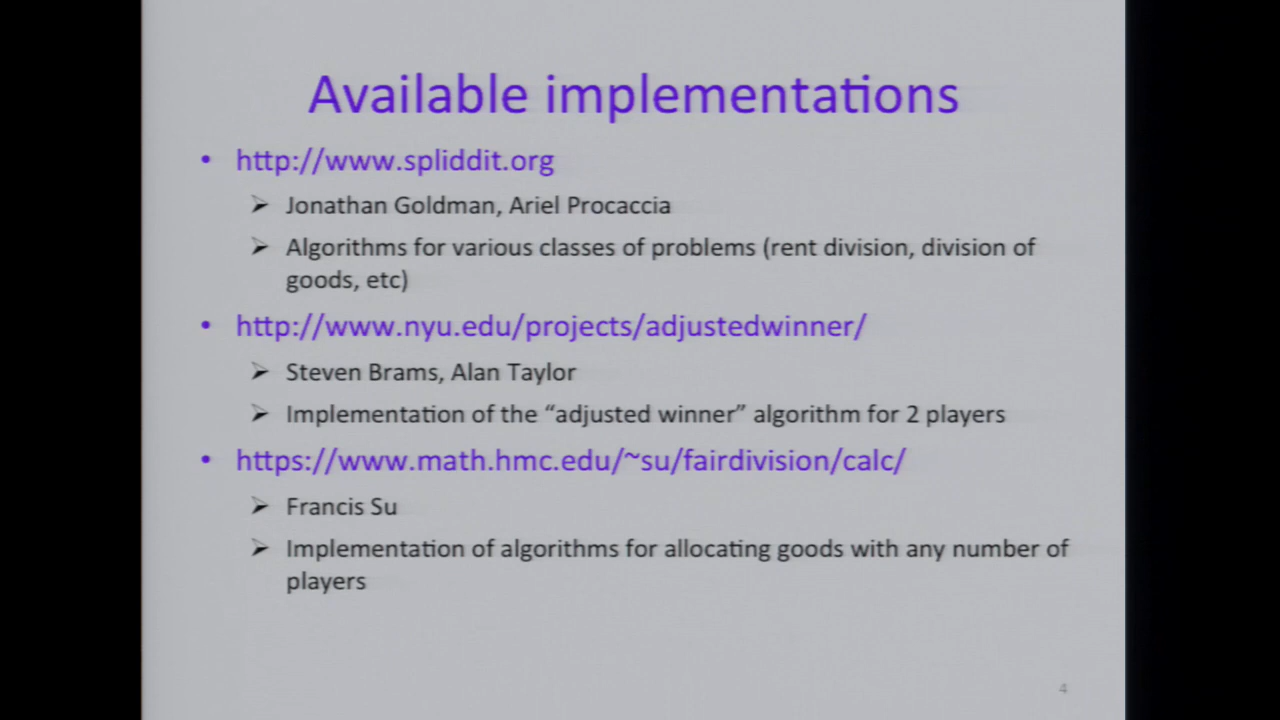 Available implementations
• http://www.spliddit.org
➢ Jonathan Goldman, Ariel Procaccia
➢ Algorithms for various classes of problems (rent division, division of
goods, etc)
• http://www.nyu.edu/projects/adjustedwinner/
➢ Steven Brams, Alan Taylor
➢ Implementation of the “adjusted winner” algorithm for 2 players
• https://www.math.hmc.edu/~su/fairdivision/calc/
➢ Francis Su
➢ Implementation of algorithms for allocating goods with any number of
players
4